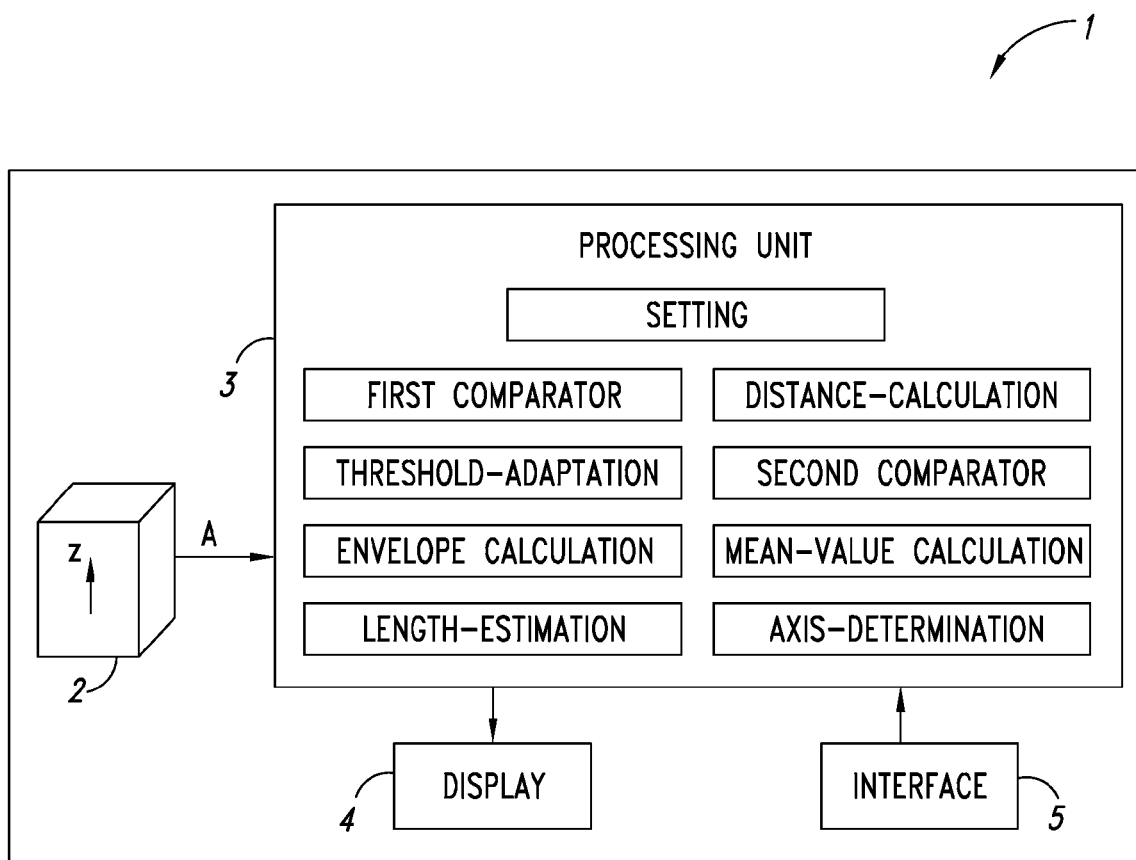 1
PROCESSING UNIT
SETTING
3
FIRST COMPARATOR
DISTANCE-CALCULATION
THRESHOLD-ADAPTATION
SECOND COMPARATOR
z
A
ENVELOPE CALCULATION
MEAN-VALUE CALCULATION
LENGTH-ESTIMATION
AXIS-DETERMINATION
2
4
DISPLAY
INTERFACE
5